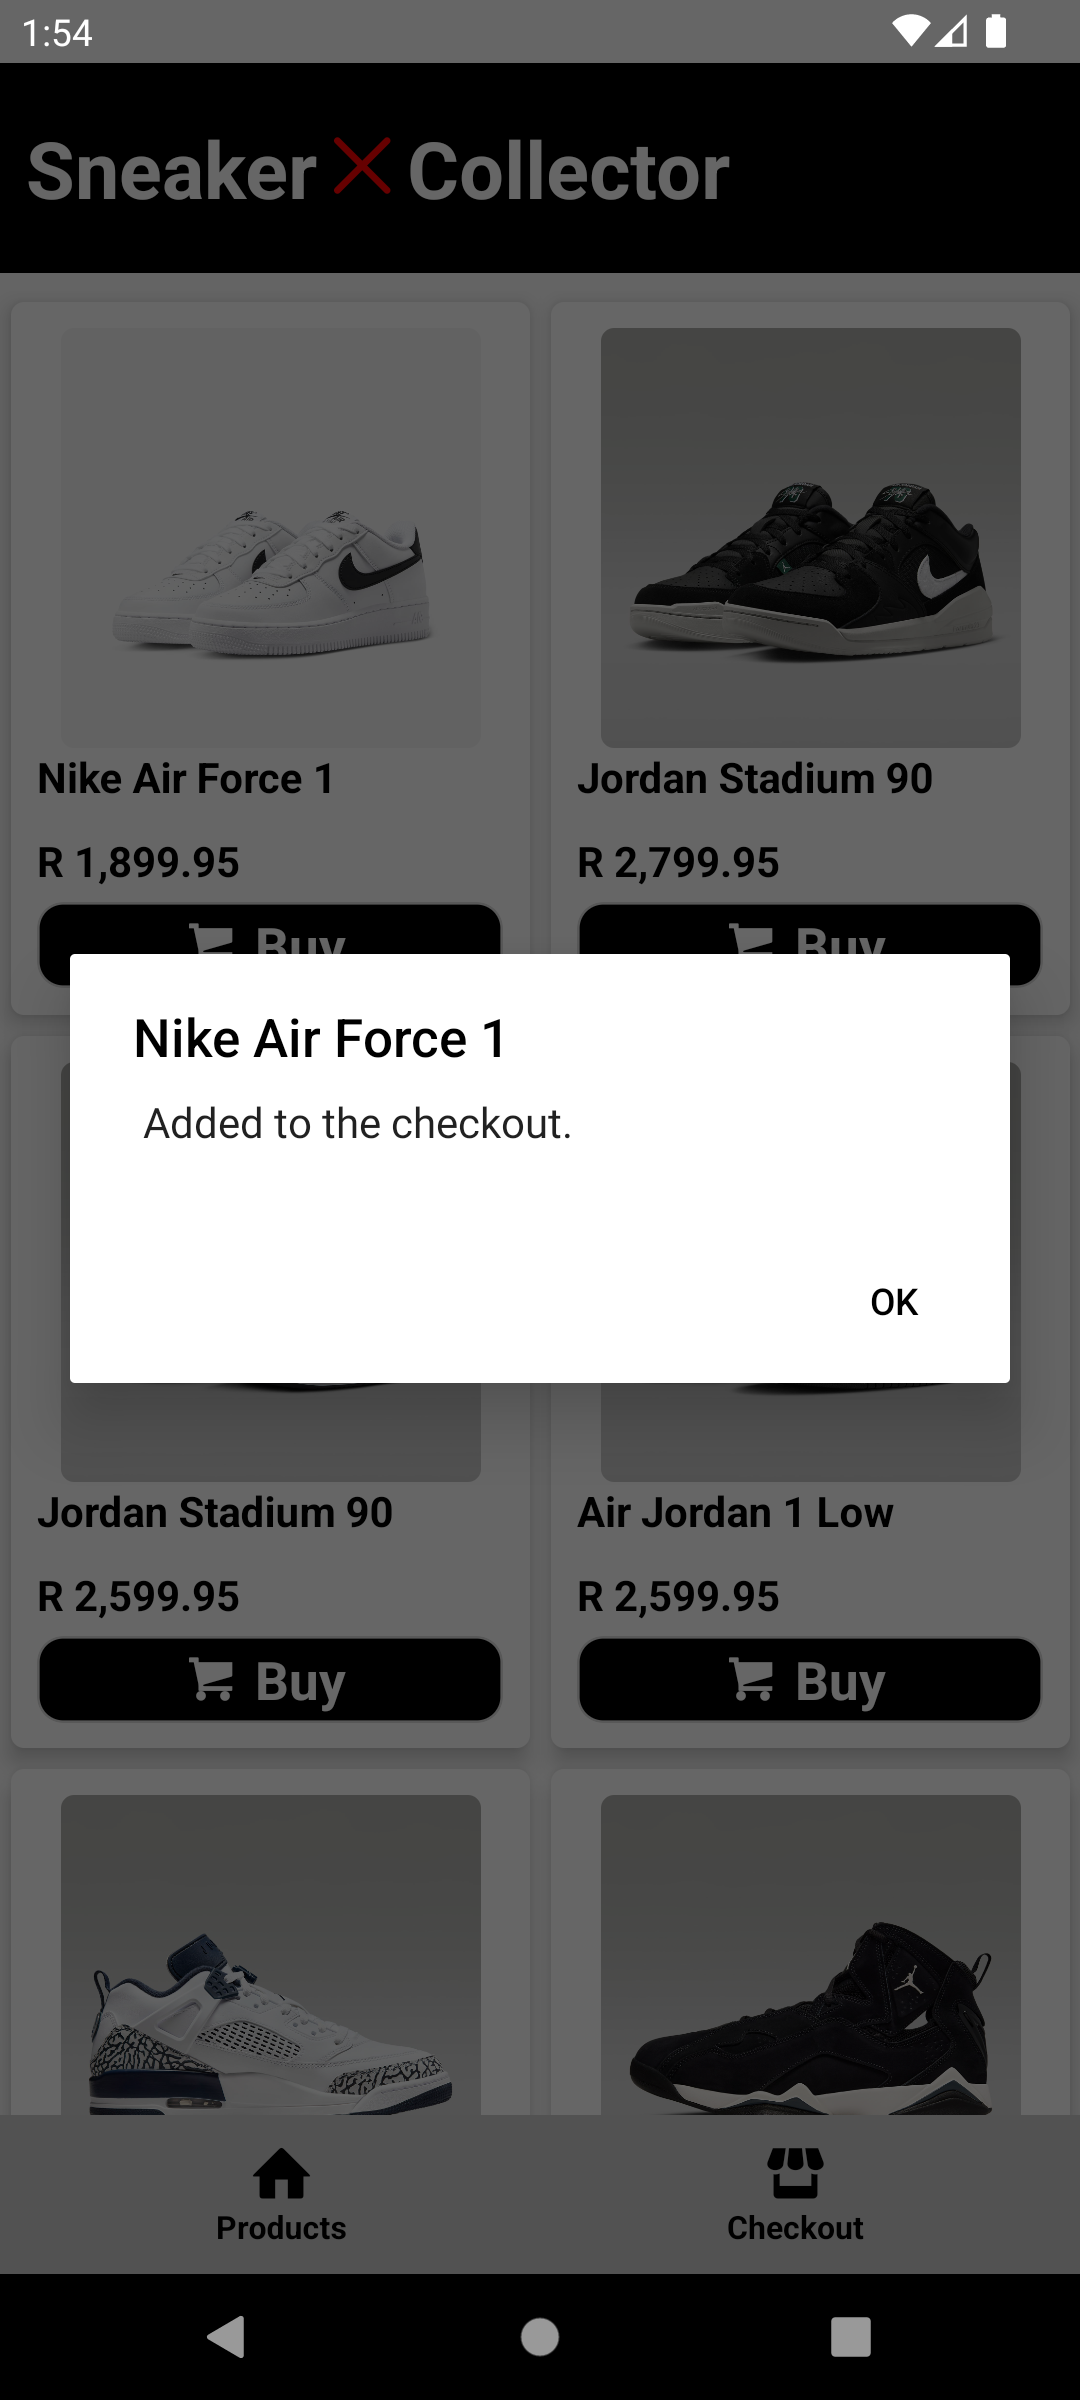 1:54
Sneaker Collector
Nike Air Force 1
Jordan Stadium 90
R 1,899.95
R 2,799.95
Buy
Buy
Nike Air Force 1
Added to the checkout.
OK
Jordan Stadium 90
Air Jordan 1 Low
R 2,599.95
R 2,599.95
Buy
Buy
Products
Checkout